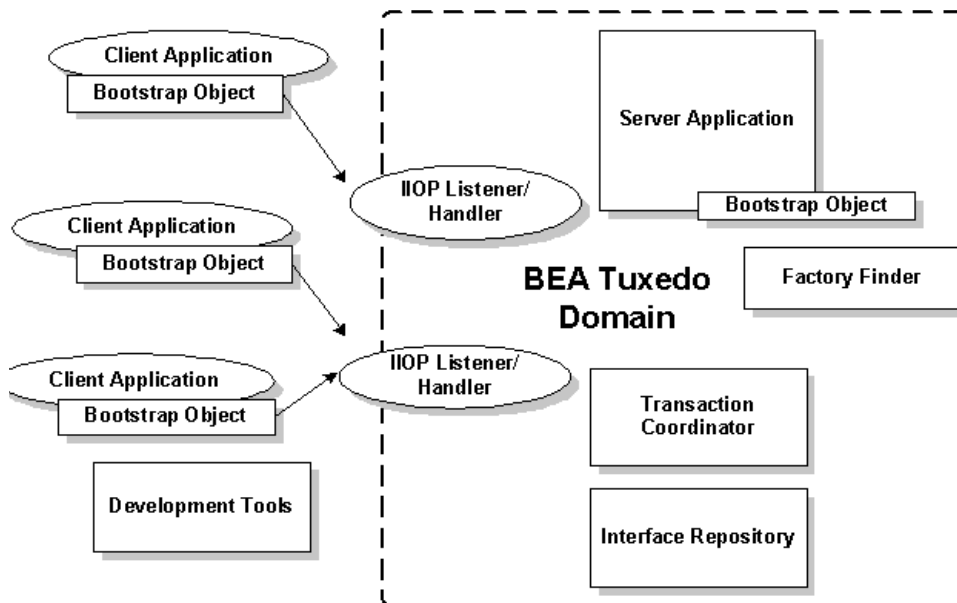 Client Application
Bootstrap Object
Server Application
IIOP Listener/
Handler
Bootstrap Object
Client Application
Bootstrap Object
BEA Tuxedo
Domain
Factory Finder
IIOP Listener/
Handler
Client Application
Bootstrap Object
Transaction
Coordinator
Development Tools
Interface Repository